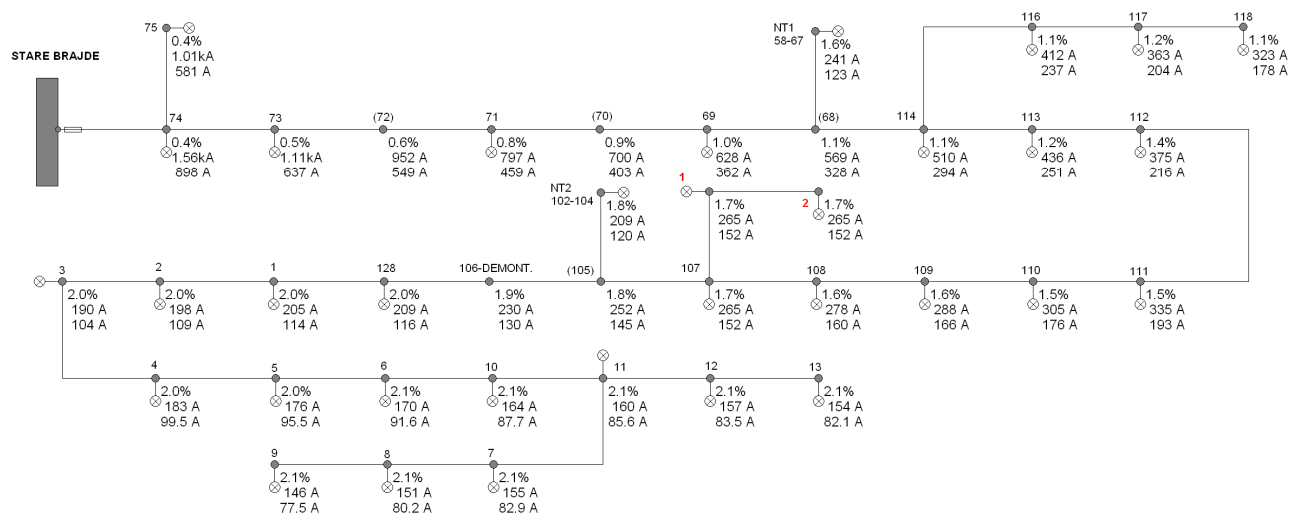 STARE BRAJDE
75
0.4%
1.01kA
581 A
NT1
58-67
1.6%
241 A
123 A
116
1.1%
412 A
237 A
117
1.2%
363 A
204 A
118
1.1%
323 A
178 A
74
0.4%
1.56kA
898 A
73
0.5%
1.11kA
637 A
(72)
0.6%
952 A
549 A
71
0.8%
797 A
459 A
(70)
0.9%
700 A
403 A
69
1.0%
628 A
362 A
(68)
1.1%
569 A
328 A
114
1.1%
510 A
294 A
113
1.2%
436 A
251 A
112
1.4%
375 A
216 A
NT2
102-104
1.8%
209 A
120 A
1
1.7%
265 A
152 A
2
1.7%
265 A
152 A
3
2.0%
190 A
104 A
2
2.0%
198 A
109 A
1
2.0%
205 A
114 A
128
2.0%
209 A
116 A
106-DEMONT.
1.9%
230 A
130 A
(105)
1.8%
252 A
145 A
107
1.7%
265 A
152 A
108
1.6%
278 A
160 A
109
1.6%
288 A
166 A
110
1.5%
305 A
176 A
111
1.5%
335 A
193 A
4
2.0%
183 A
99.5 A
5
2.0%
176 A
95.5 A
6
2.1%
170 A
91.6 A
10
2.1%
164 A
87.7 A
11
2.1%
160 A
85.6 A
12
2.1%
157 A
83.5 A
13
2.1%
154 A
82.1 A
9
2.1%
146 A
77.5 A
8
2.1%
151 A
80.2 A
7
2.1%
155 A
82.9 A